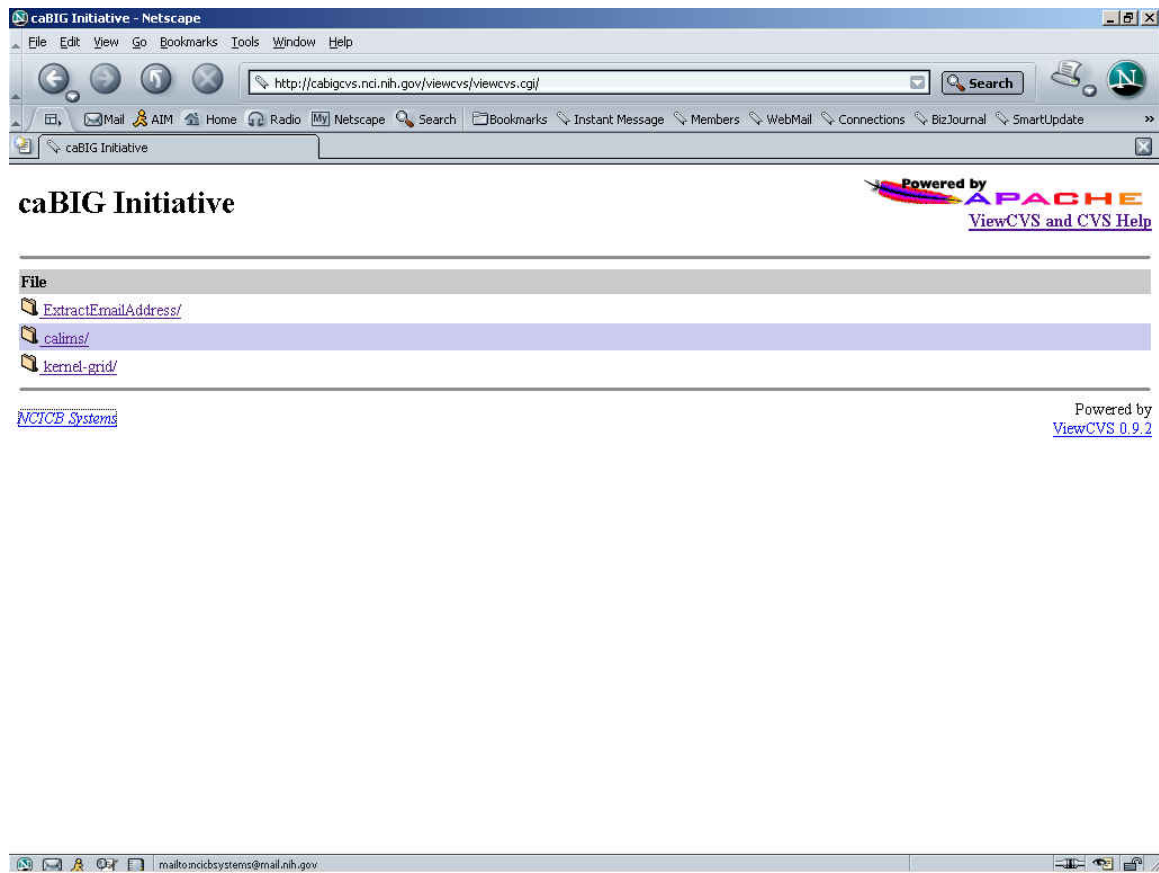 caBIG Initiative - Netscape
File Edit View Go Bookmarks Tools Window Help
http://cabigcvs.nci.nih.gov/viewcvs/viewcvs.cgi/
Search
N
Mail AIM Home Radio My Netscape Search Bookmarks Instant Message Members WebMail Connections BizJournal SmartUpdate »
caBIG Initiative
caBIG Initiative
Powered by
APACHE
ViewCVS and CVS Help
File
ExtractEmailAddress/
calims/
kernel-grid/
NCICB Systems
Powered by
ViewCVS 0.9.2
mailto:ncicbsystems@mail.nih.gov